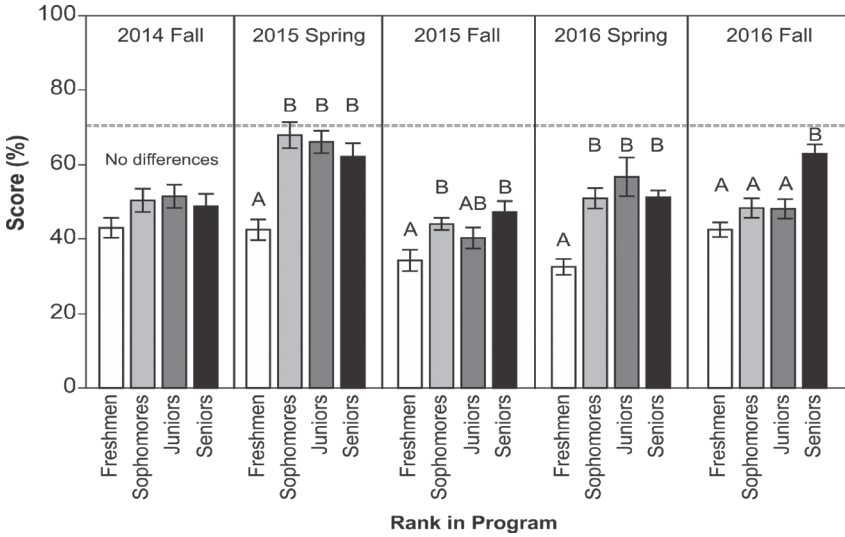 100
80
60
40
20
0
Score (%)
2014 Fall
2015 Spring
2015 Fall
2016 Spring
2016 Fall
No differences
A
B
B
B
A
B
AB
B
A
B
B
B
A
A
A
B
Freshmen
Sophomores
Juniors
Seniors
Freshmen
Sophomores
Juniors
Seniors
Freshmen
Sophomores
Juniors
Seniors
Freshmen
Sophomores
Juniors
Seniors
Freshmen
Sophomores
Juniors
Seniors
Rank in Program